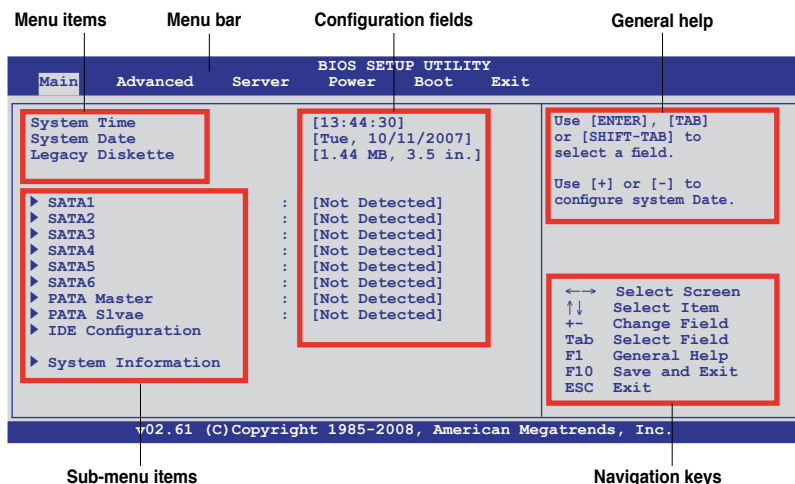 Menu items Menu bar Configuration fields General help
BIOS SETUP UTILITY
Main Advanced Server Power Boot Exit
System Time [13:44:30]
System Date [Tue, 10/11/2007]
Legacy Diskette [1.44 MB, 3.5 in.]
SATA1 : [Not Detected]
SATA2 : [Not Detected]
SATA3 : [Not Detected]
SATA4 : [Not Detected]
SATA5 : [Not Detected]
SATA6 : [Not Detected]
PATA Master : [Not Detected]
PATA Slvae : [Not Detected]
IDE Configuration
System Information
Use [ENTER], [TAB]
or [SHIFT-TAB] to
select a field.
Use [+] or [-] to
configure system Date.
←→ Select Screen
↑↓ Select Item
+- Change Field
Tab Select Field
F1 General Help
F10 Save and Exit
ESC Exit
v02.61 (C)Copyright 1985-2008, American Megatrends, Inc.
Sub-menu items Navigation keys